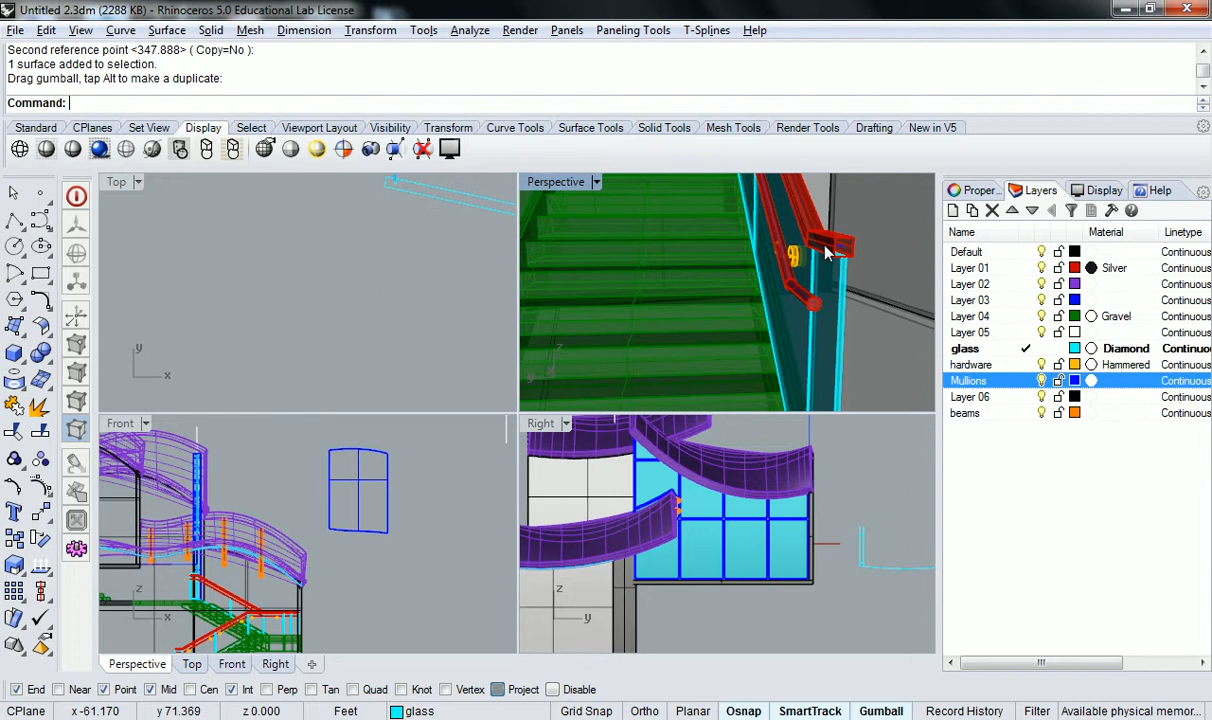 Untitled 2.3dm (2288 KB) - Rhinoceros 5.0 Educational Lab License
File Edit View Curve Surface Solid Mesh Dimension Transform Tools Analyze Render Panels Paneling Tools T-Splines Help
Second reference point <347.888> ( Copy=No ):
1 surface added to selection.
Drag gumball, tap Alt to make a duplicate:
Command:
Standard CPlanes Set View Display Select Viewport Layout Visibility Transform Curve Tools Surface Tools Solid Tools Mesh Tools Render Tools Drafting New in V5
Top
Perspective
Proper... Layers Display Help
Name Material Linetype
Default Continuous
Layer 01 Silver Continuous
Layer 02 Continuous
Layer 03 Continuous
Layer 04 Gravel Continuous
Layer 05 Continuous
glass Diamond Continuo
hardware Hammered Continuous
Mullions Continuous
Layer 06 Continuous
beams Continuous
y
x
z
x
Front
Right
z
x
z
y
Perspective Top Front Right
End Near Point Mid Cen Int Perp Tan Quad Knot Vertex Project Disable
CPlane x -61.170 y 71.369 z 0.000 Feet glass Grid Snap Ortho Planar Osnap SmartTrack Gumball Record History Filter Available physical memor...